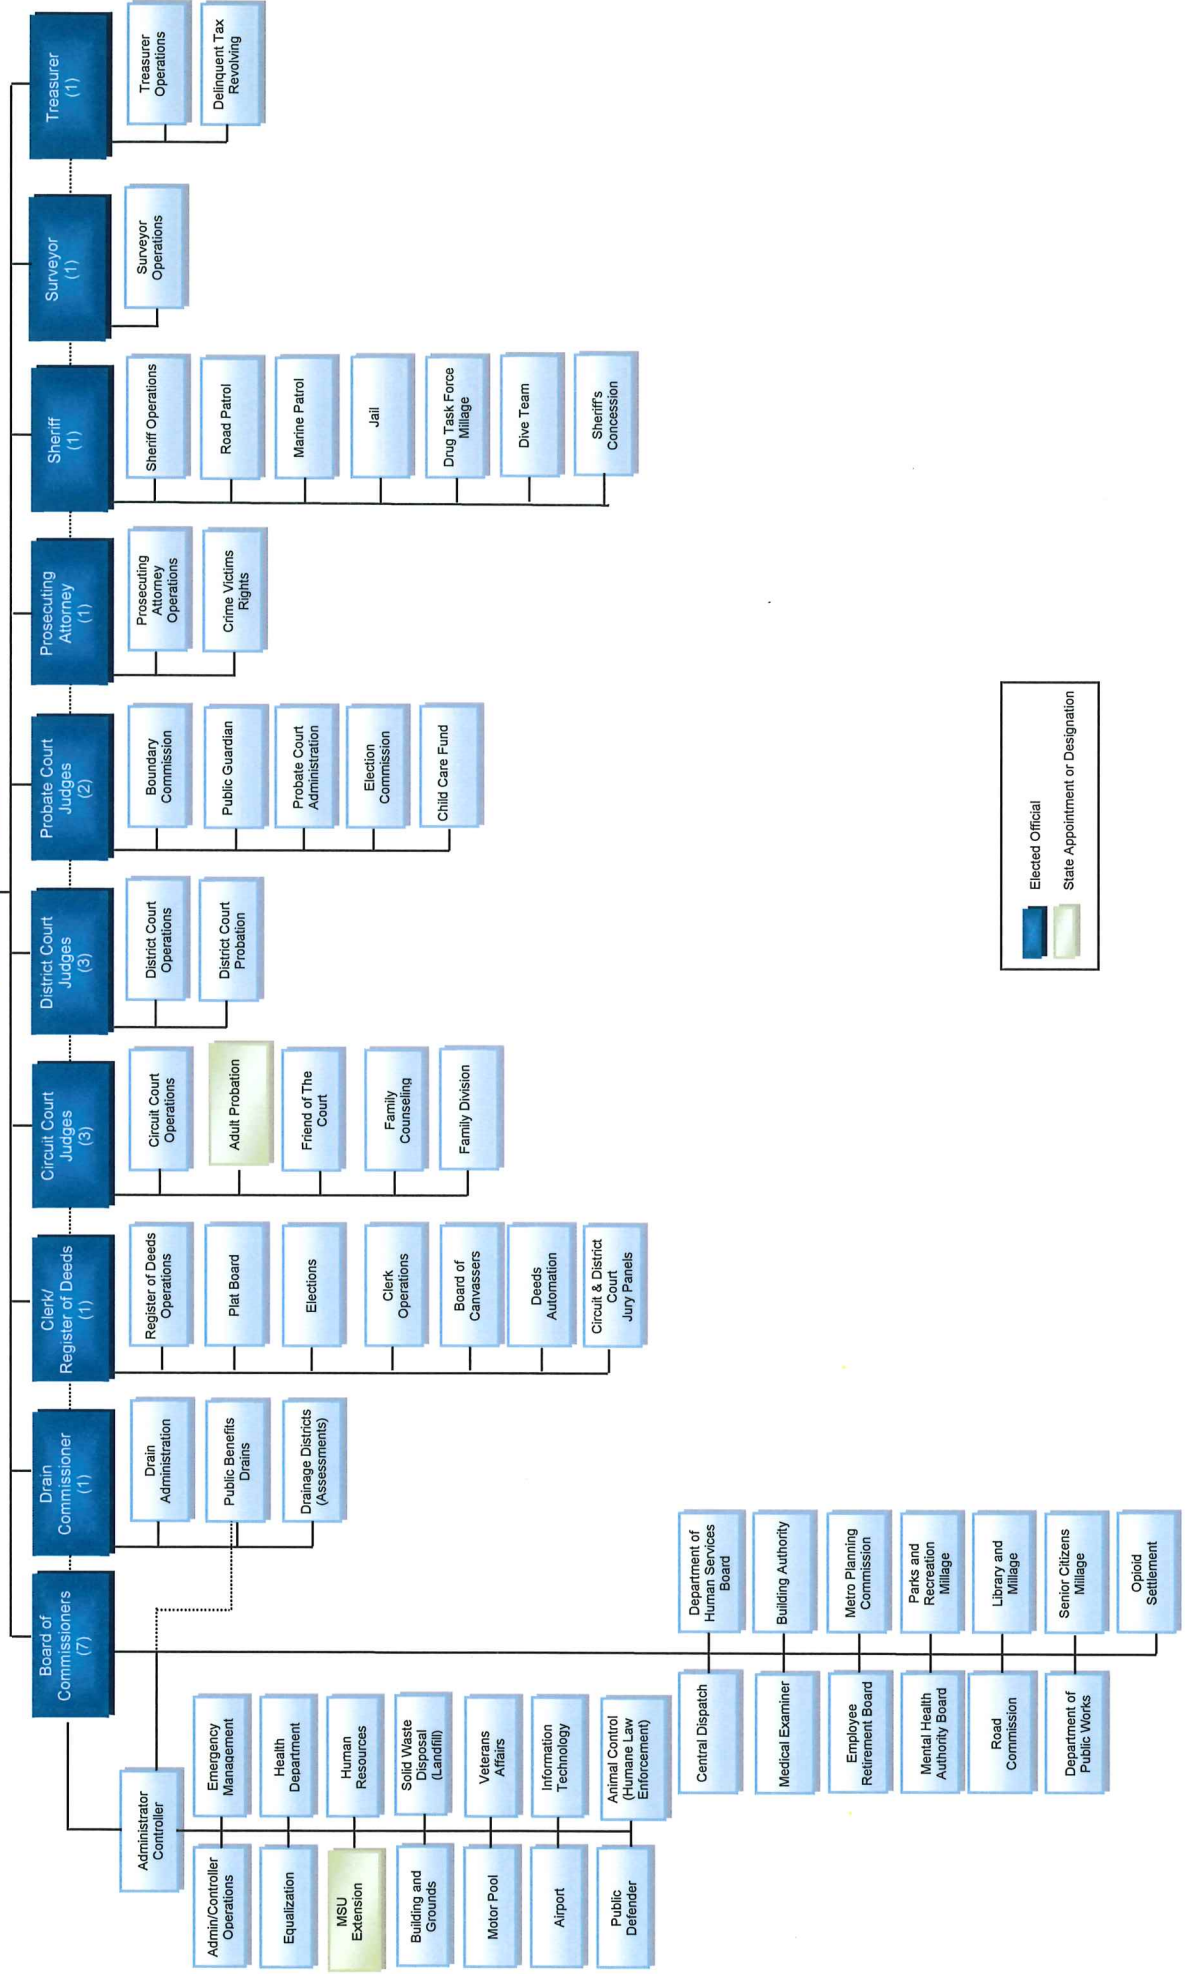 Board of
Commissioners
(7)
Drain
Commissioner
(1)
Clerk/
Register of Deeds
(1)
Circuit Court
Judges
(3)
District Court
Judges
(3)
Probate Court
Judges
(2)
Prosecuting
Attorney
(1)
Sheriff
(1)
Surveyor
(1)
Treasurer
(1)
Administrator
Controller
Admin/Controller
Operations
Emergency
Management
Equalization
Health
Department
MSU
Extension
Human
Resources
Building and
Grounds
Solid Waste
Disposal
(Landfill)
Motor Pool
Veterans
Affairs
Airport
Information
Technology
Public
Defender
Animal Control
(Humane Law
Enforcement)
Central Dispatch
Department of
Human Services
Board
Medical Examiner
Building Authority
Employee
Retirement Board
Metro Planning
Commission
Mental Health
Authority Board
Parks and
Recreation
Millage
Road
Commission
Library and
Millage
Department of
Public Works
Senior Citizens
Millage
Opioid
Settlement
Drain
Administration
Public Benefits
Drains
Drainage Districts
(Assessments)
Register of Deeds
Operations
Plat Board
Elections
Clerk
Operations
Board of
Canvassers
Deeds
Automation
Circuit & District
Court
Jury Panels
Circuit Court
Operations
Adult Probation
Friend of The
Court
Family
Counseling
Family Division
District Court
Operations
District Court
Probation
Boundary
Commission
Public Guardian
Probate Court
Administration
Election
Commission
Child Care Fund
Prosecuting
Attorney
Operations
Crime Victims
Rights
Sheriff Operations
Road Patrol
Marine Patrol
Jail
Drug Task Force
Millage
Dive Team
Sheriff's
Concession
Surveyor
Operations
Treasurer
Operations
Delinquent Tax
Revolving
Elected Official
State Appointment or Designation